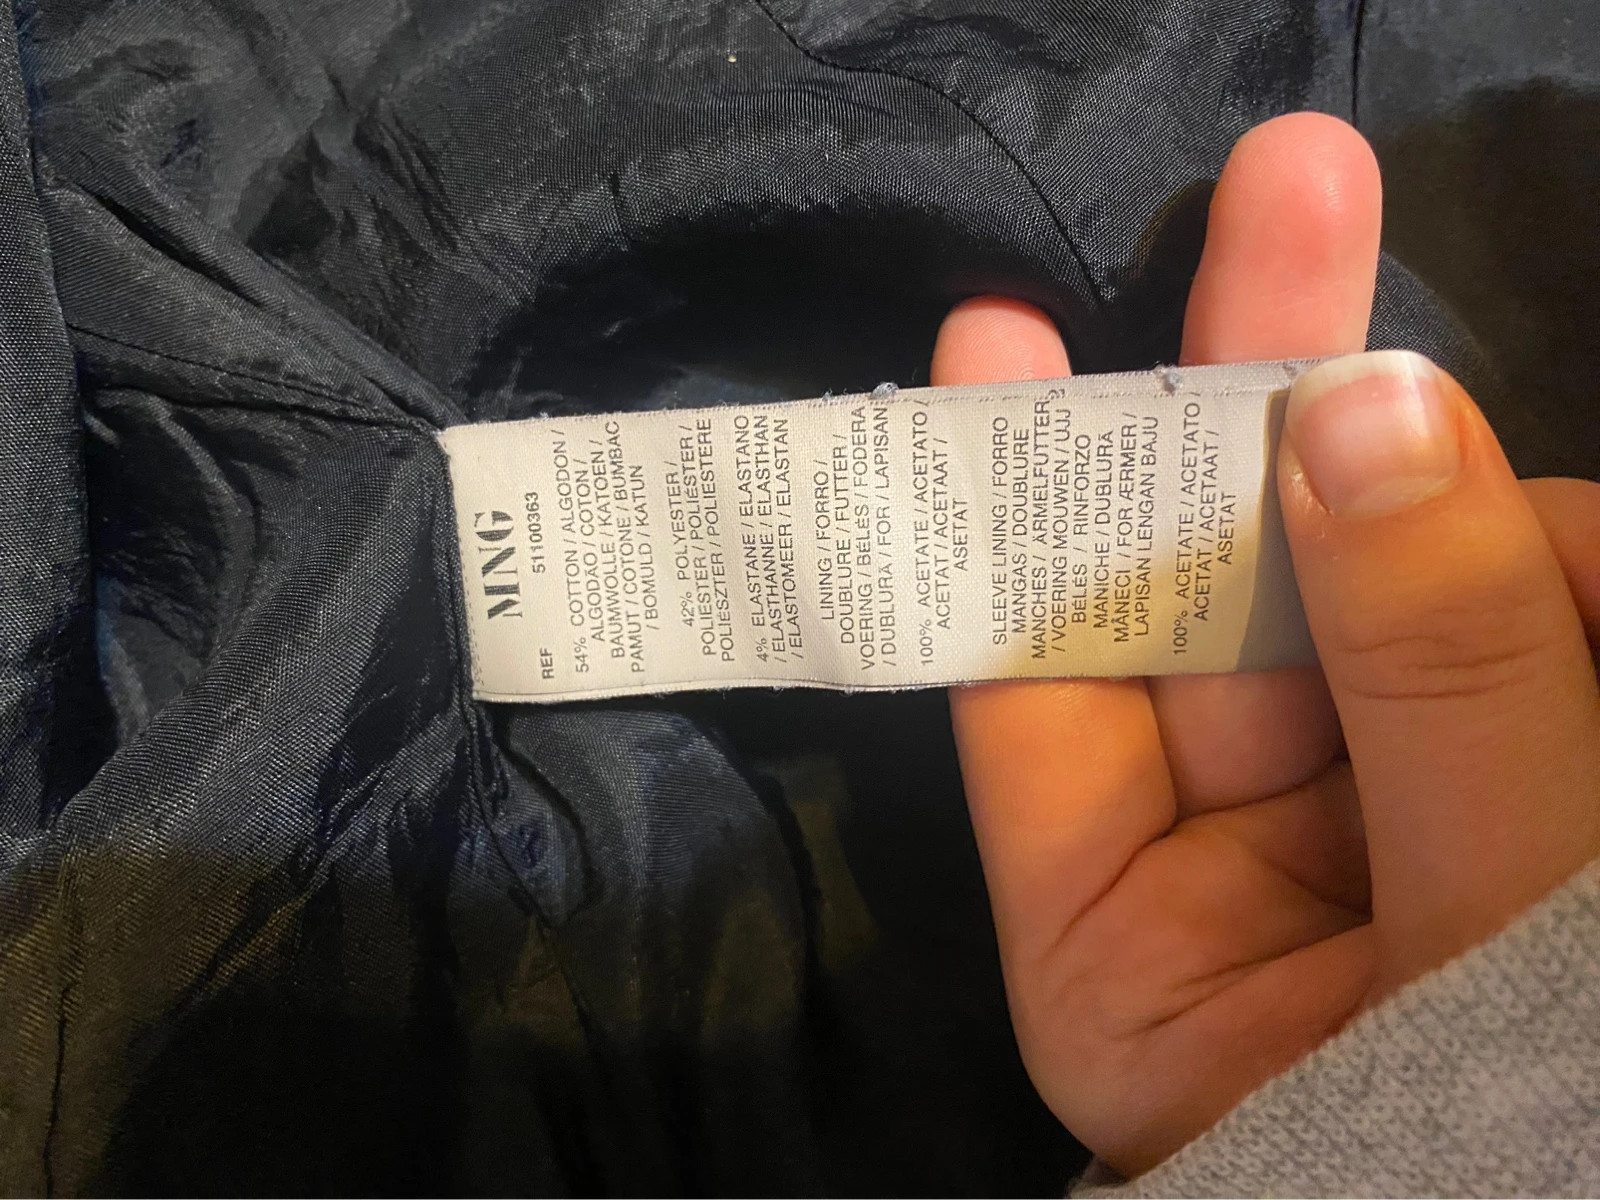 MNG
REF 51100363
54% COTTON / ALGODON /
ALGODAO / COTON /
BAUMWOLLE / KATOEN /
PAMUT / COTONE / BUMBAC
/ BOMULD / KATUN
42% POLYESTER /
POLIESTER / POLIÉSTER /
POLIÉSZTER / POLIESTERE
4% ELASTANE / ELASTANO
/ ELASTHANNE / ELASTHAN
/ ELASTOMEER / ELASTAN
LINING / FORRO /
DOUBLURE / FUTTER /
VOERING / BÉLÉS / FODERA
/ DUBLURĂ / FOR / LAPISAN
100% ACETATE / ACETATO /
ACETAT / ACETAAT /
ASETAT
SLEEVE LINING / FORRO
MANGAS / DOUBLURE
MANCHES / ÄRMELFUTTER
/ VOERING MOUWEN / UJJ
BÉLÉS / RINFORZO
MANICHE / DUBLURĂ
MÂNECI / FOR ÆRMER /
LAPISAN LENGAN BAJU
100% ACETATE / ACETATO /
ACETAT / ACETAAT /
ASETAT